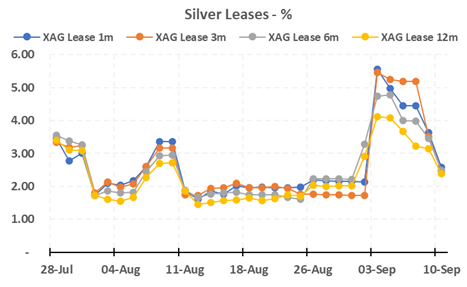 Silver Leases - %
XAG Lease 1m XAG Lease 3m XAG Lease 6m XAG Lease 12m
6.00
5.00
4.00
3.00
2.00
1.00
-
28-Jul 04-Aug 11-Aug 18-Aug 26-Aug 03-Sep 10-Sep